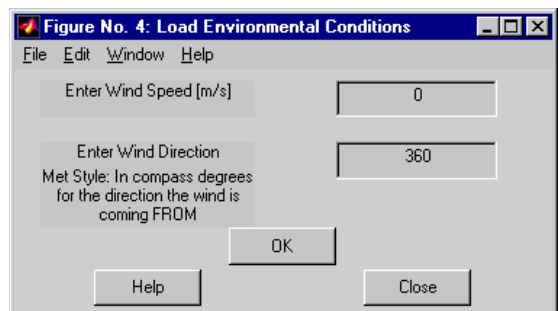 Figure No. 4: Load Environmental Conditions
File Edit Window Help
Enter Wind Speed [m/s]
0
Enter Wind Direction
360
Met Style: In compass degrees
for the direction the wind is
coming FROM
OK
Help
Close